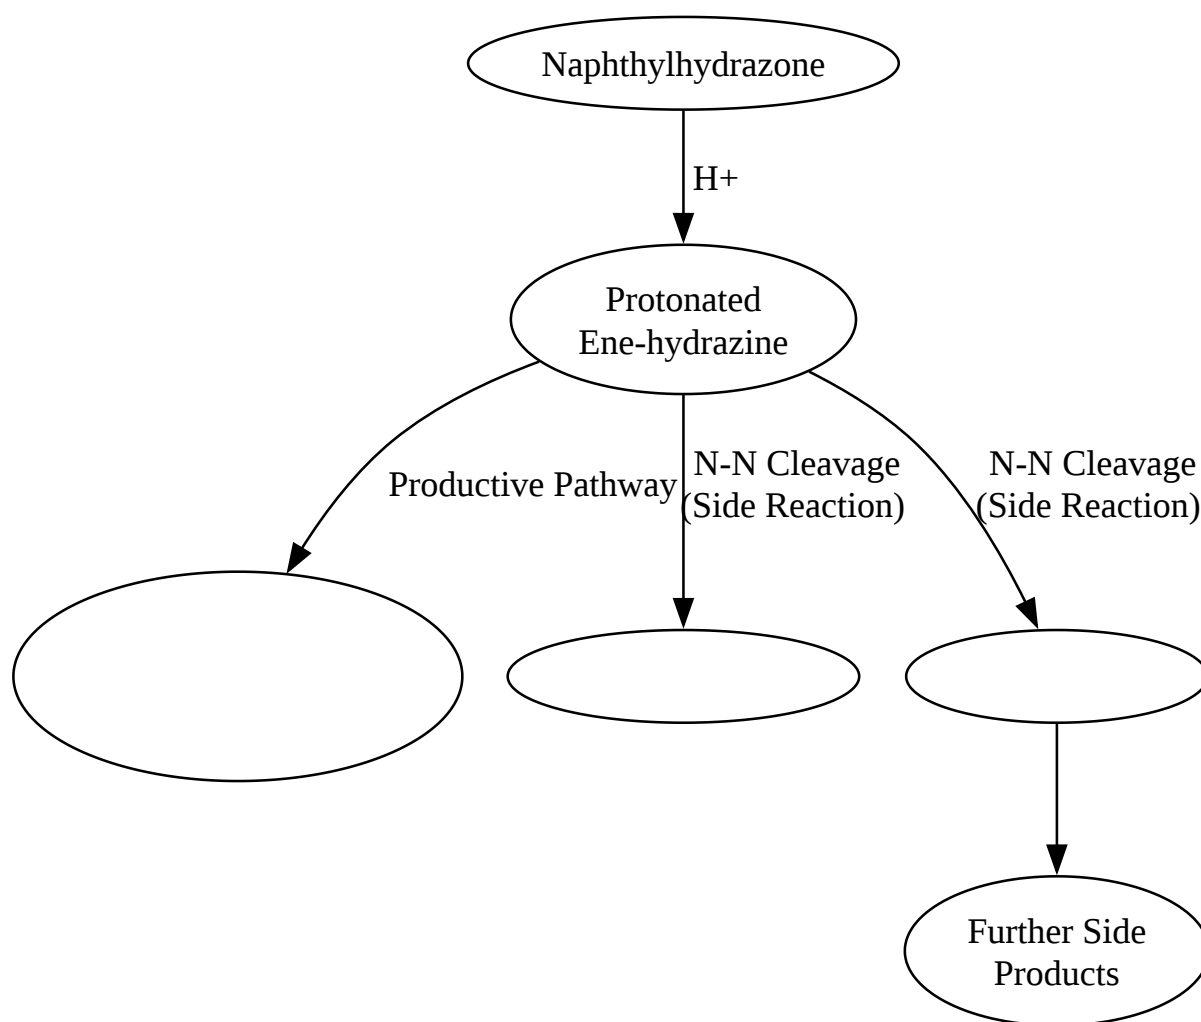 Naphthylhydrazone
H+
Protonated
Ene-hydrazine
Productive Pathway
N-N Cleavage
(Side Reaction)
N-N Cleavage
(Side Reaction)
Further Side
Products